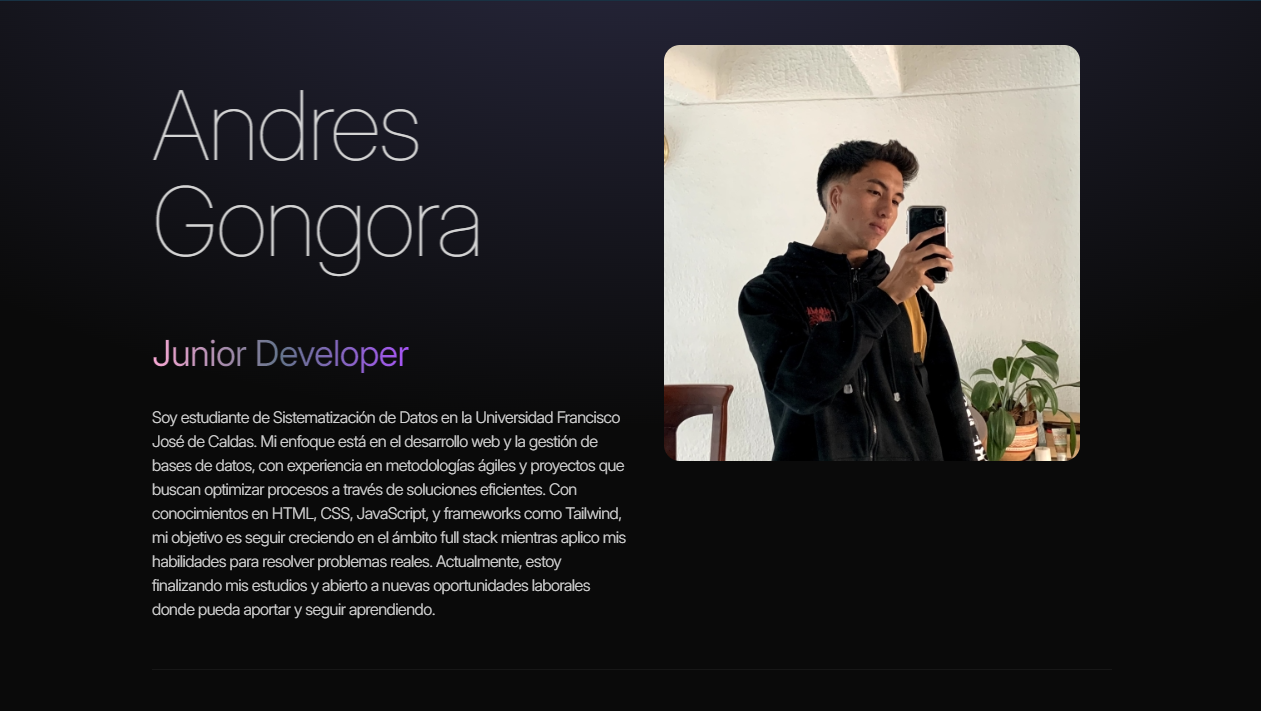 Andres
Gongora
Junior Developer
Soy estudiante de Sistematización de Datos en la Universidad Francisco
José de Caldas. Mi enfoque está en el desarrollo web y la gestión de
bases de datos, con experiencia en metodologías ágiles y proyectos que
buscan optimizar procesos a través de soluciones eficientes. Con
conocimientos en HTML, CSS, JavaScript, y frameworks como Tailwind,
mi objetivo es seguir creciendo en el ámbito full stack mientras aplico mis
habilidades para resolver problemas reales. Actualmente, estoy
finalizando mis estudios y abierto a nuevas oportunidades laborales
donde pueda aportar y seguir aprendiendo.